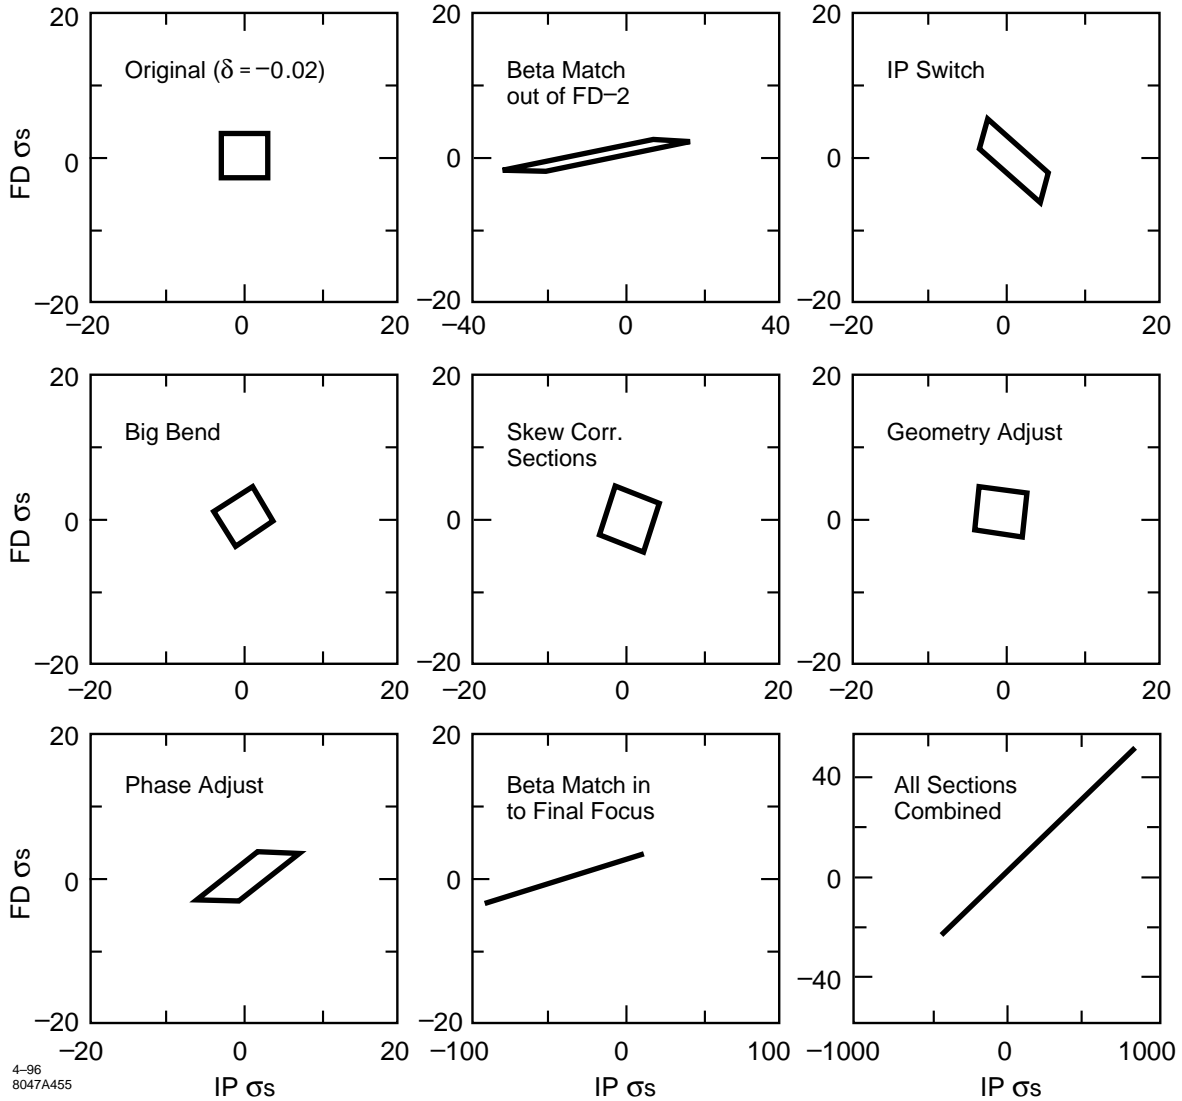 20
Original (δ = −0.02)
FD σs
0
−20
−20
0
20
20
Beta Match
out of FD−2
0
−20
−40
0
40
20
IP Switch
0
−20
−20
0
20
20
Big Bend
FD σs
0
−20
−20
0
20
20
Skew Corr.
Sections
0
−20
−20
0
20
20
Geometry Adjust
0
−20
−20
0
20
20
Phase Adjust
FD σs
0
−20
−20
0
20
IP σs
20
Beta Match in
to Final Focus
0
−20
−100
0
100
IP σs
40
All Sections
Combined
0
−40
−1000
0
1000
IP σs
4–96
8047A455